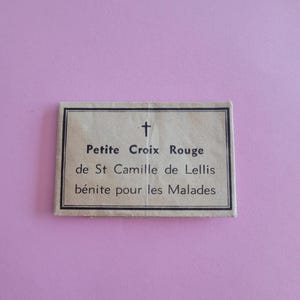 Petite Croix Rouge
de St Camille de Lellis
bénite pour les Malades